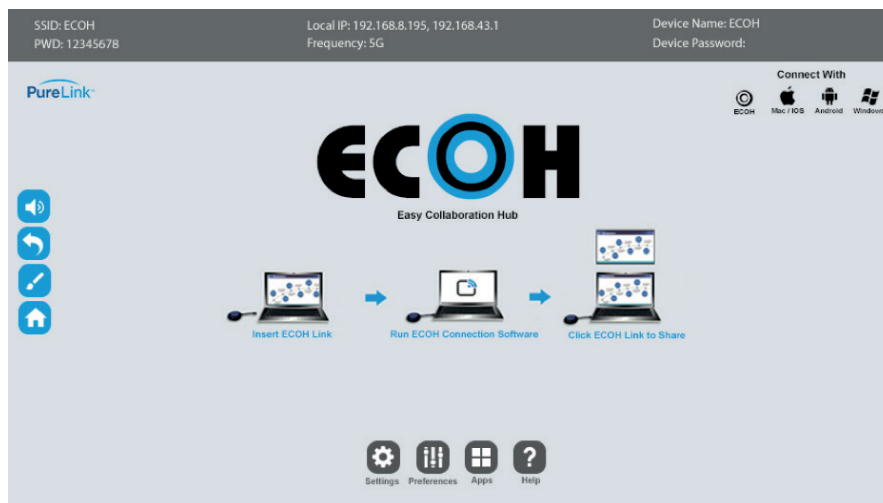 SSID: ECOH
PWD: 12345678
Local IP: 192.168.8.195, 192.168.43.1
Frequency: 5G
Device Name: ECOH
Device Password:
PureLink
Connect With
ECOH Mac / IOS Android Windows
ECOH
Easy Collaboration Hub
Insert ECOH Link
Run ECOH Connection Software
Click ECOH Link to Share
Settings Preferences Apps Help